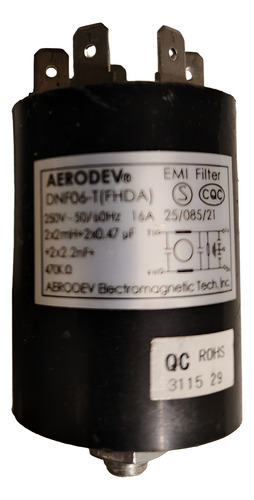 AERODEV® EMI Filter
DNF06-T(FHDA) S CQC
250V~50/60Hz 16A 25/085/21
2x2mH+2x0.47 µF
+2x2.2nF+
470KΩ
AERODEV Electromagnetic Tech. Inc.
QC ROHS
3115 29